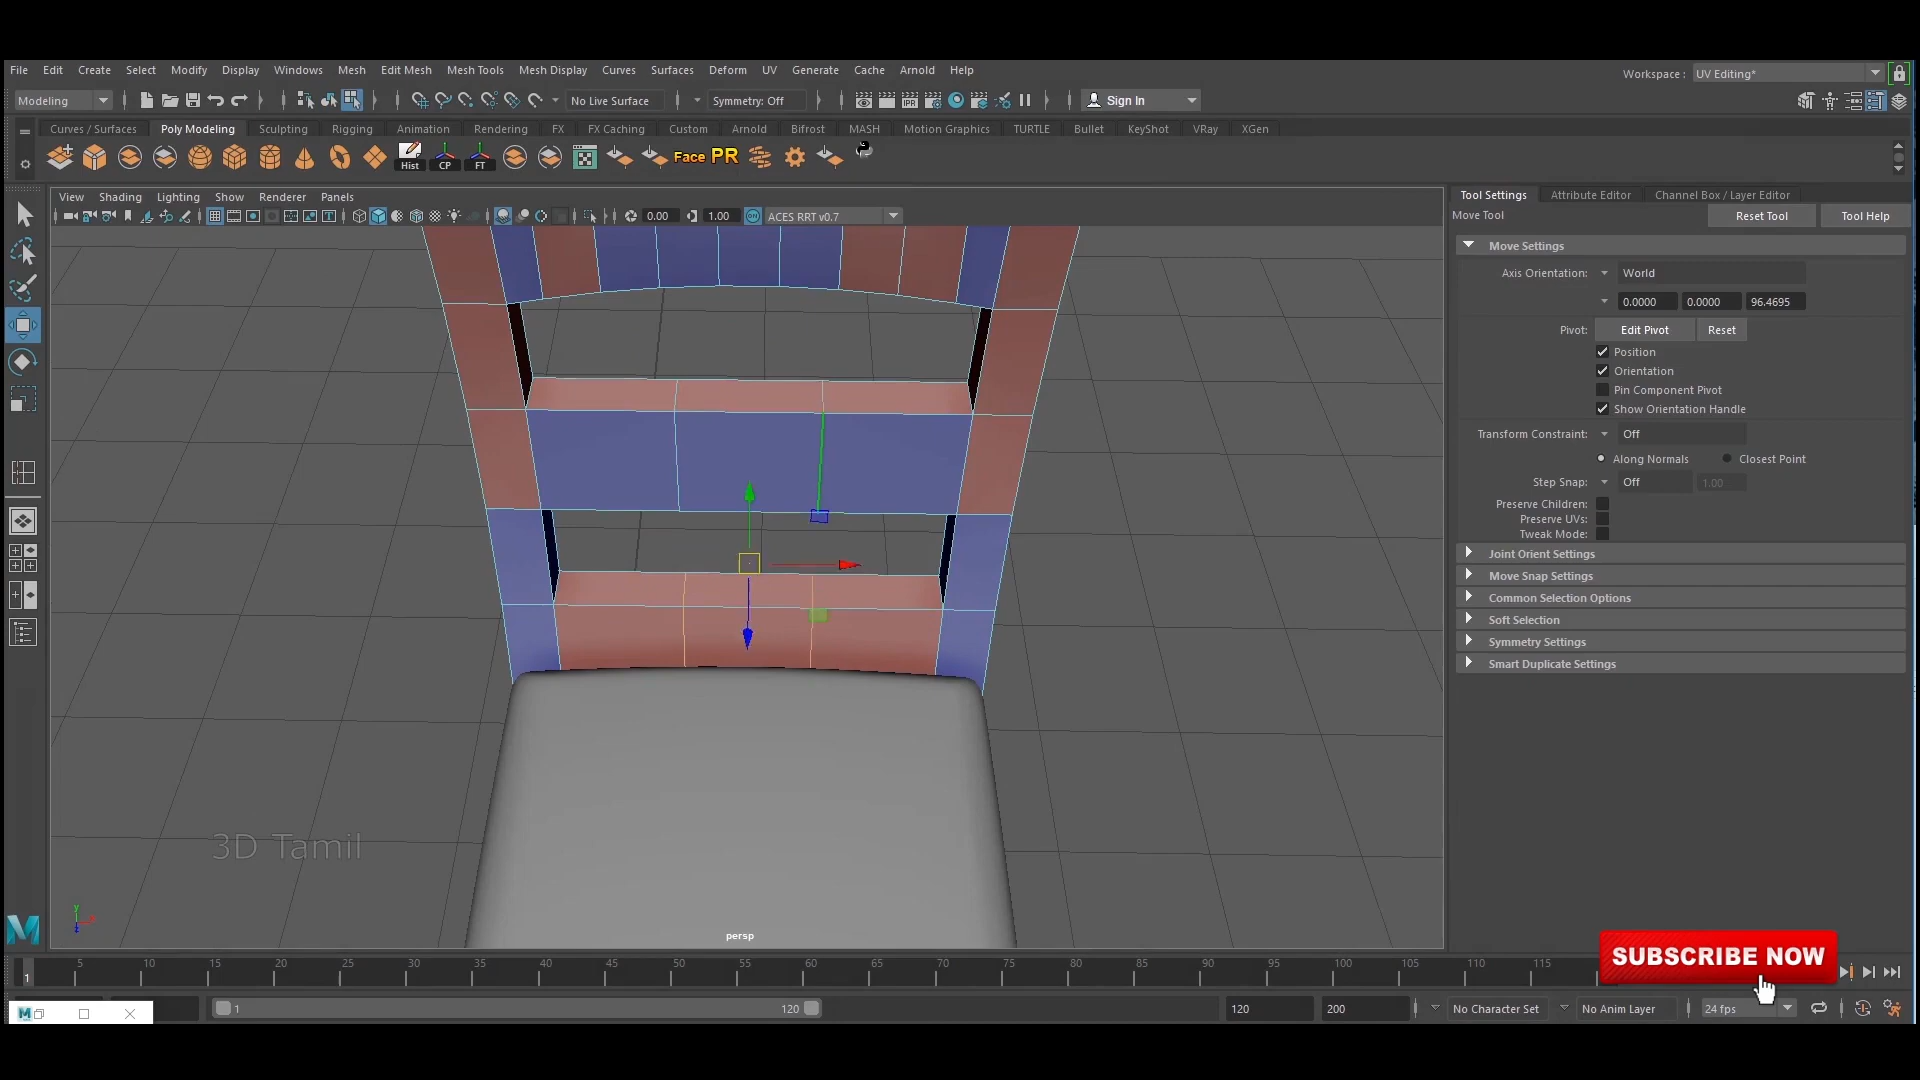 File Edit Create Select Modify Display Windows Mesh Edit Mesh Mesh Tools Mesh Display Curves Surfaces Deform UV Generate Cache Arnold Help
Workspace : UV Editing*
Modeling No Live Surface Symmetry: Off Sign In
Curves / Surfaces Poly Modeling Sculpting Rigging Animation Rendering FX FX Caching Custom Arnold Bifrost MASH Motion Graphics TURTLE Bullet KeyShot VRay XGen
Hist CP FT Face PR
View Shading Lighting Show Renderer Panels
0.00 1.00 ACES RRT v0.7
Tool Settings Attribute Editor Channel Box / Layer Editor
Move Tool Reset Tool Tool Help
Move Settings
Axis Orientation: World
0.0000 0.0000 96.4695
Pivot: Edit Pivot Reset
Position
Orientation
Pin Component Pivot
Show Orientation Handle
Transform Constraint: Off
Along Normals Closest Point
Step Snap: Off 1.00
Preserve Children:
Preserve UVs:
Tweak Mode:
Joint Orient Settings
Move Snap Settings
Common Selection Options
Soft Selection
Symmetry Settings
Smart Duplicate Settings
3D Tamil
persp
SUBSCRIBE NOW
1 5 10 15 20 25 30 35 40 45 50 55 60 65 70 75 80 85 90 95 100 105 110 115
1 120 120 200 No Character Set No Anim Layer 24 fps